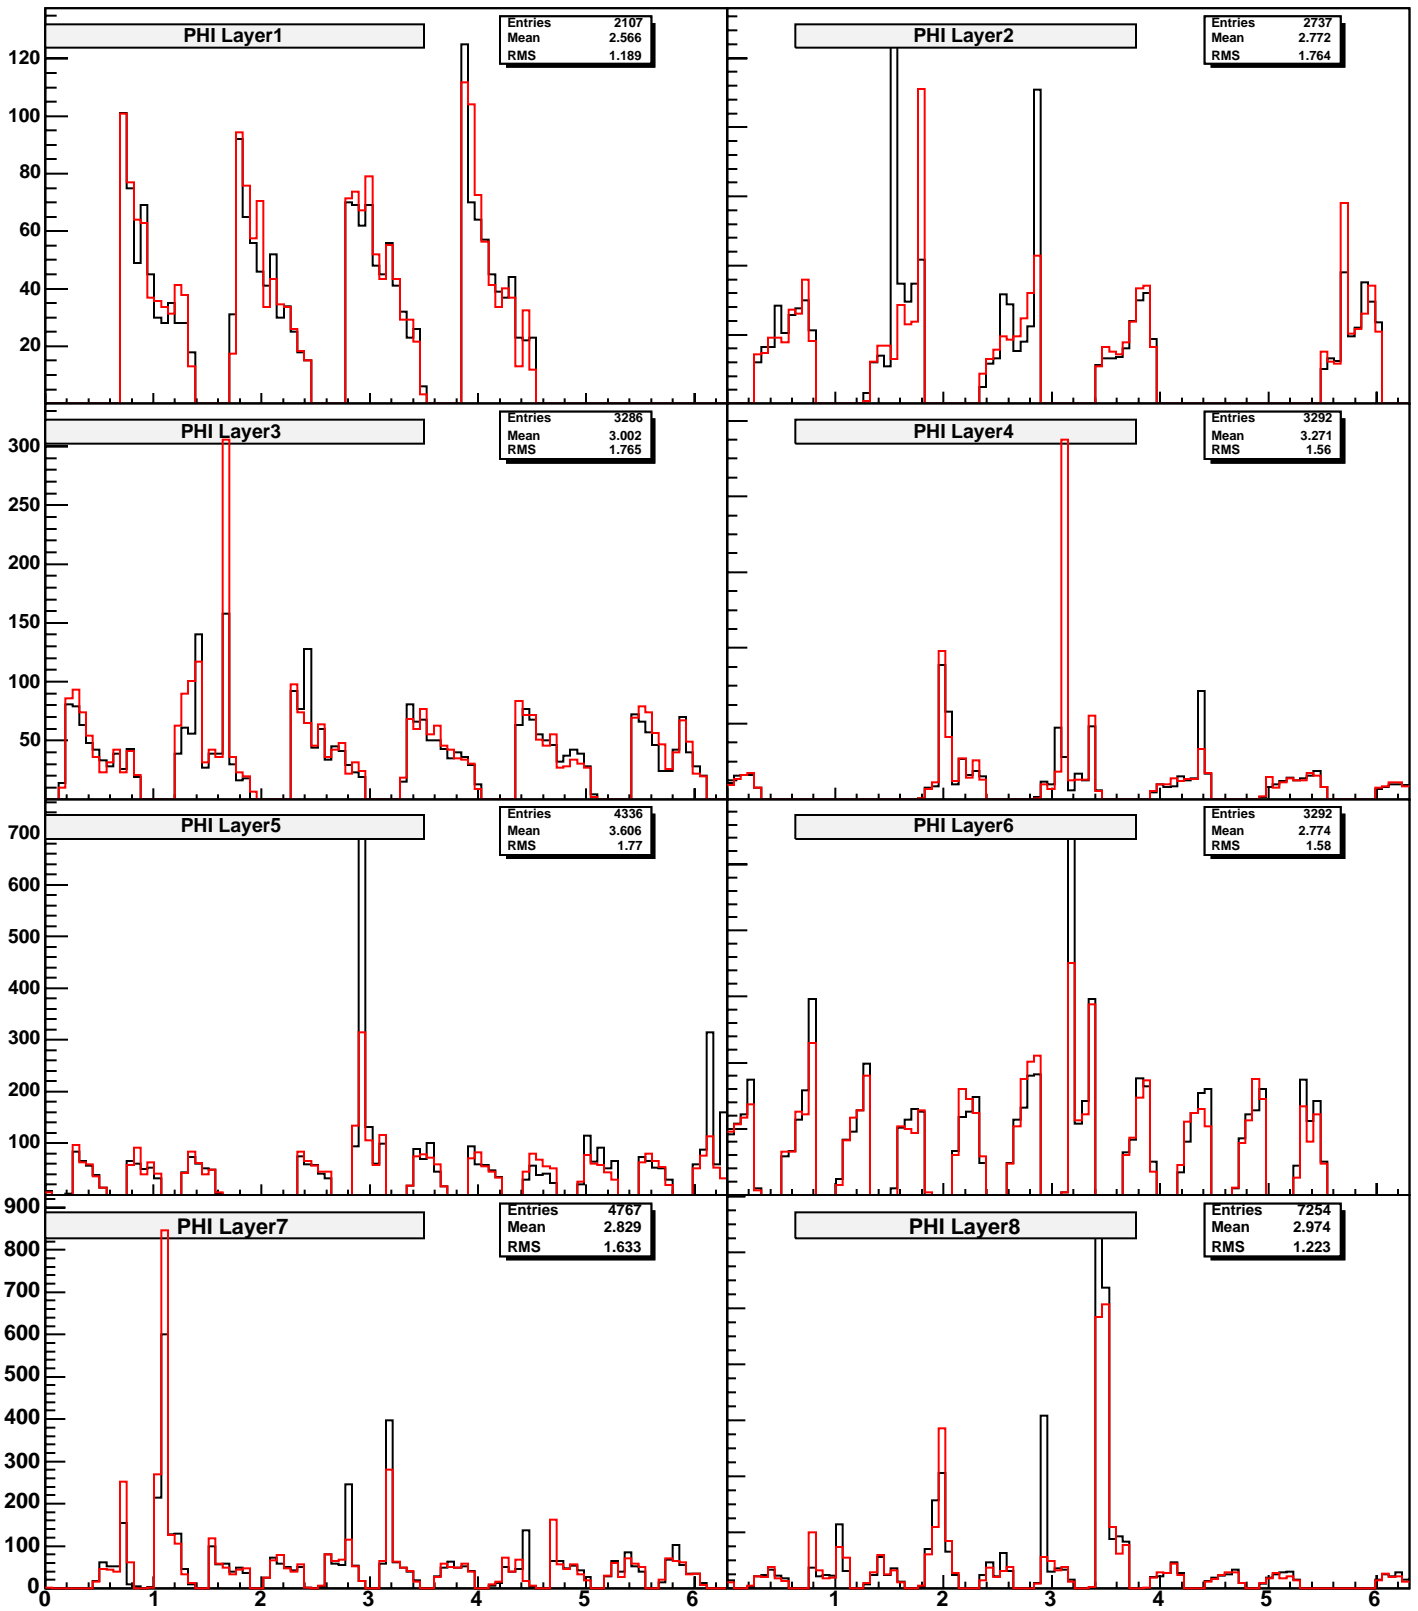 PHI Layer1
Entries 2107
Mean 2.566
RMS 1.189
120
100
80
60
40
20
PHI Layer2
Entries 2737
Mean 2.772
RMS 1.764
PHI Layer3
Entries 3286
Mean 3.002
RMS 1.765
300
250
200
150
100
50
PHI Layer4
Entries 3292
Mean 3.271
RMS 1.56
PHI Layer5
Entries 4336
Mean 3.606
RMS 1.77
700
600
500
400
300
200
100
PHI Layer6
Entries 3292
Mean 2.774
RMS 1.58
PHI Layer7
Entries 4767
Mean 2.829
RMS 1.633
900
800
700
600
500
400
300
200
100
0
PHI Layer8
Entries 7254
Mean 2.974
RMS 1.223
0 1 2 3 4 5 6 1 2 3 4 5 6